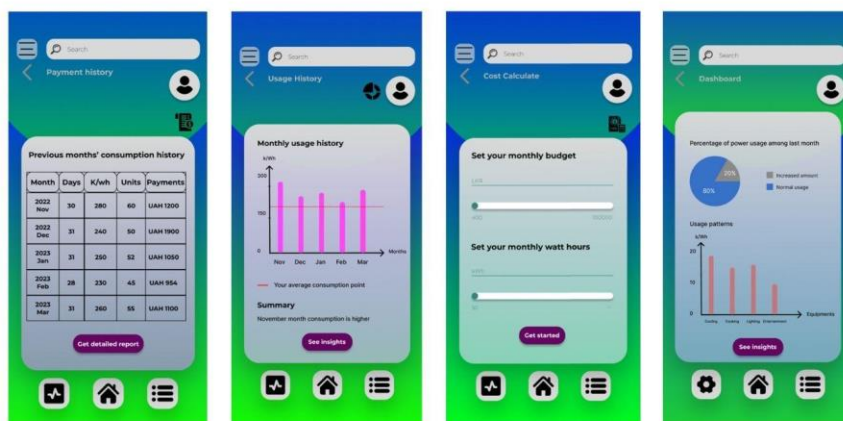 Search
Payment history
Previous months' consumption history
Month Days K/wh Units Payments
2022 Nov 30 280 60 UAH 1200
2022 Dec 31 240 50 UAH 1900
2023 Jan 31 250 52 UAH 1050
2023 Feb 28 230 45 UAH 954
2023 Mar 31 260 55 UAH 1100
Get detailed report
Search
Usage History
Monthly usage history
k/Wh
200
150
0
Months
Nov Dec Jan Feb Mar
Your average consumption point
Summary
November month consumption is higher
See insights
Search
Cost Calculate
Set your monthly budget
UAH
Set your monthly watt hours
Get started
Search
Dashboard
Percentage of power usage among last month
20%
80%
Increased amount
Normal usage
Usage patterns
k/Wh
20
10
0
Equipments
Cooling Heating Lighting Entertainment
See insights